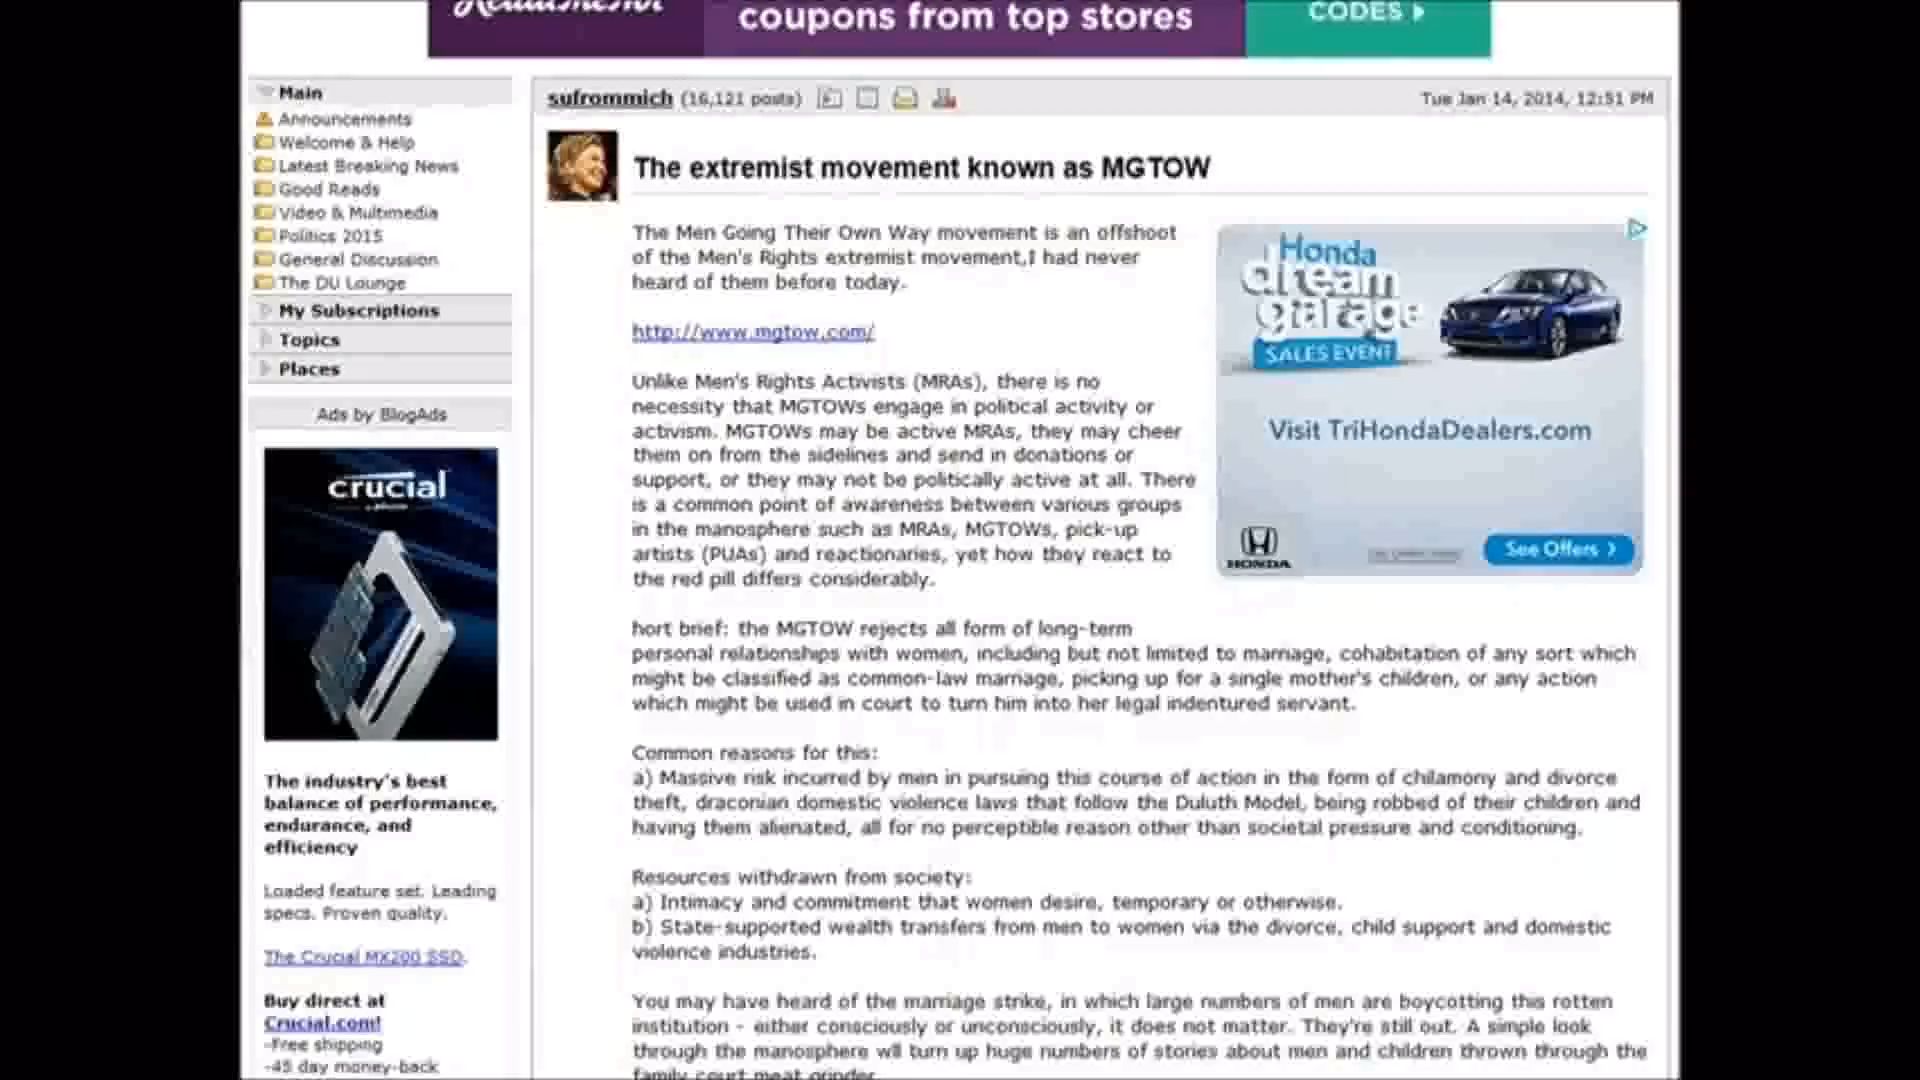 coupons from top stores
CODES
Main
Announcements
Welcome & Help
Latest Breaking News
Good Reads
Video & Multimedia
Politics 2015
General Discussion
The DU Lounge
My Subscriptions
Topics
Places
Ads by BlogAds
crucial
The industry's best
balance of performance,
endurance, and
efficiency
Loaded feature set. Leading
specs. Proven quality.
The Crucial MX200 SSD.
Buy direct at
Crucial.com!
-Free shipping
-45 day money-back
sufrommich (16,121 posts)
Tue Jan 14, 2014, 12:51 PM
The extremist movement known as MGTOW
The Men Going Their Own Way movement is an offshoot
of the Men's Rights extremist movement,I had never
heard of them before today.
http://www.mgtow.com/
Unlike Men's Rights Activists (MRAs), there is no
necessity that MGTOWs engage in political activity or
activism. MGTOWs may be active MRAs, they may cheer
them on from the sidelines and send in donations or
support, or they may not be politically active at all. There
is a common point of awareness between various groups
in the manosphere such as MRAs, MGTOWs, pick-up
artists (PUAs) and reactionaries, yet how they react to
the red pill differs considerably.
Honda
dream
garage
SALES EVENT
Visit TriHondaDealers.com
HONDA
See Offers
hort brief: the MGTOW rejects all form of long-term
personal relationships with women, including but not limited to marriage, cohabitation of any sort which
might be classified as common-law marriage, picking up for a single mother's children, or any action
which might be used in court to turn him into her legal indentured servant.
Common reasons for this:
a) Massive risk incurred by men in pursuing this course of action in the form of chilamony and divorce
theft, draconian domestic violence laws that follow the Duluth Model, being robbed of their children and
having them alienated, all for no perceptible reason other than societal pressure and conditioning.
Resources withdrawn from society:
a) Intimacy and commitment that women desire, temporary or otherwise.
b) State-supported wealth transfers from men to women via the divorce, child support and domestic
violence industries.
You may have heard of the marriage strike, in which large numbers of men are boycotting this rotten
institution - either consciously or unconsciously, it does not matter. They're still out. A simple look
through the manosphere will turn up huge numbers of stories about men and children thrown through the
family court meat grinder.